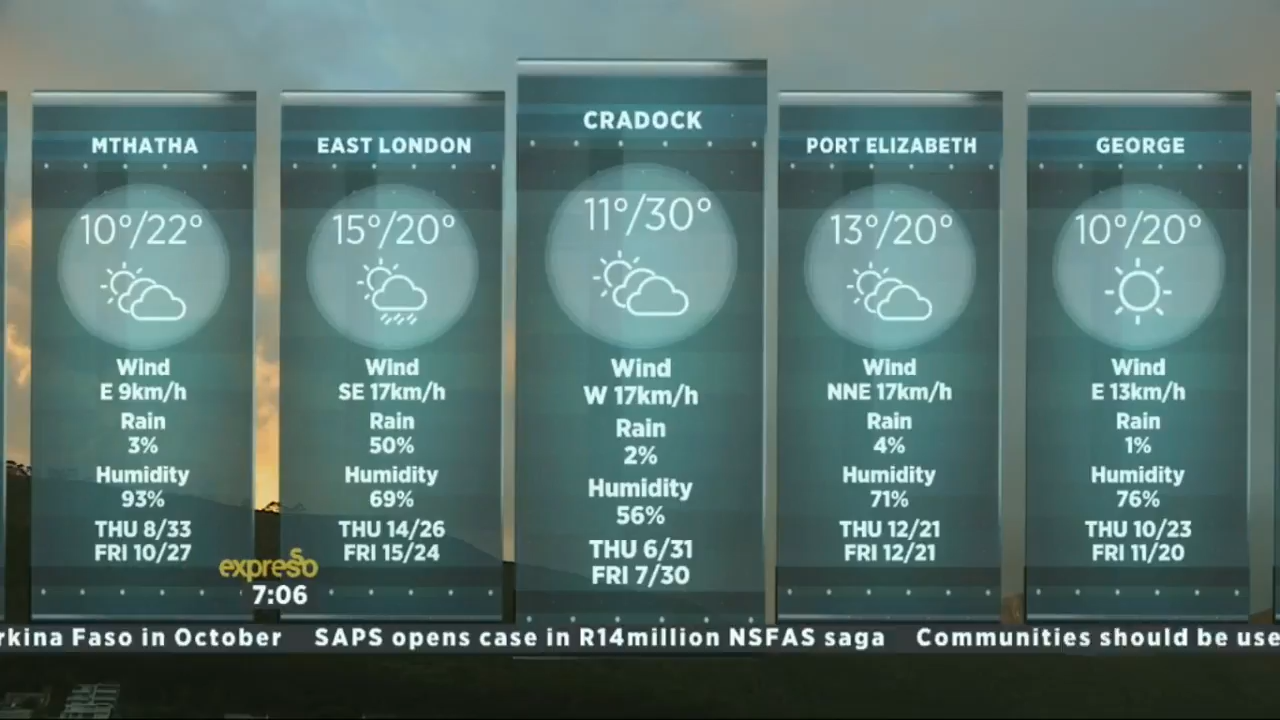 MTHATHA
10°/22°
Wind
E 9km/h
Rain
3%
Humidity
93%
THU 8/33
FRI 10/27
EAST LONDON
15°/20°
Wind
SE 17km/h
Rain
50%
Humidity
69%
THU 14/26
FRI 15/24
CRADOCK
11°/30°
Wind
W 17km/h
Rain
2%
Humidity
56%
THU 6/31
FRI 7/30
PORT ELIZABETH
13°/20°
Wind
NNE 17km/h
Rain
4%
Humidity
71%
THU 12/21
FRI 12/21
GEORGE
10°/20°
Wind
E 13km/h
Rain
1%
Humidity
76%
THU 10/23
FRI 11/20
expresso
7:06
rkina Faso in October SAPS opens case in R14million NSFAS saga Communities should be use